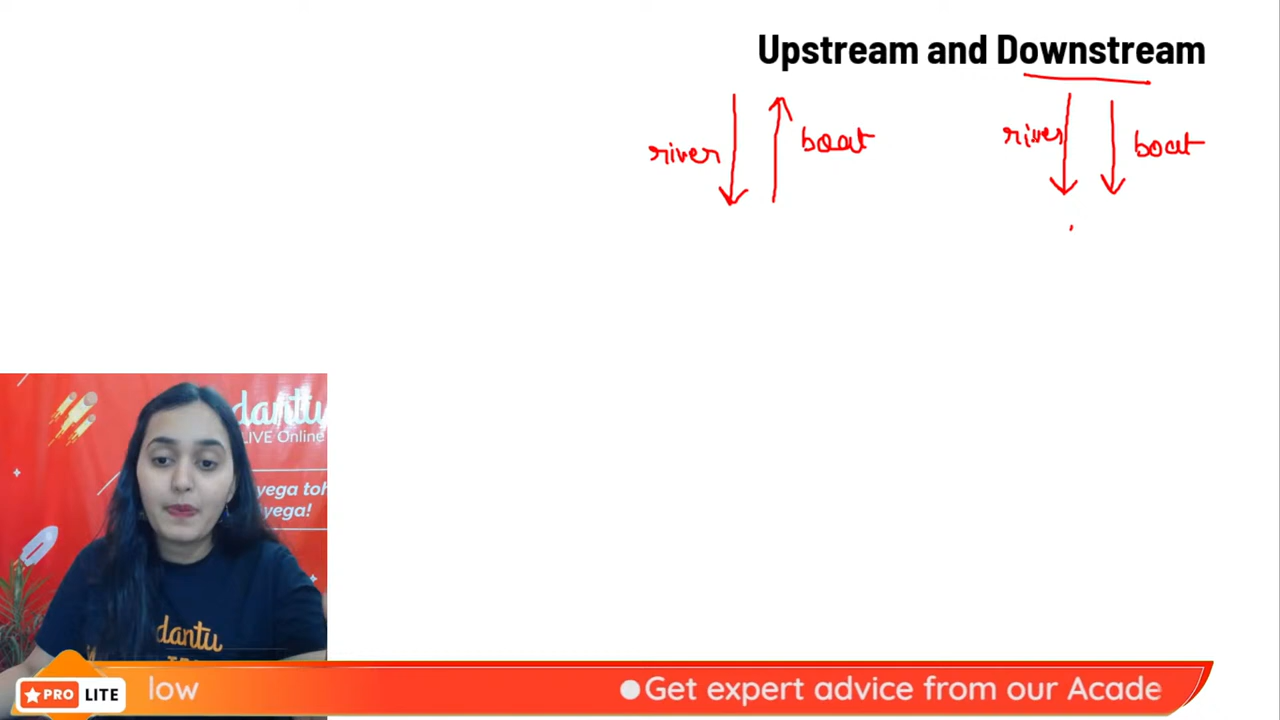 Upstream and Downstream
river boat river boat
dantu
LIVE Online
yega toh
yega!
dantu
PRO LITE low Get expert advice from our Acade